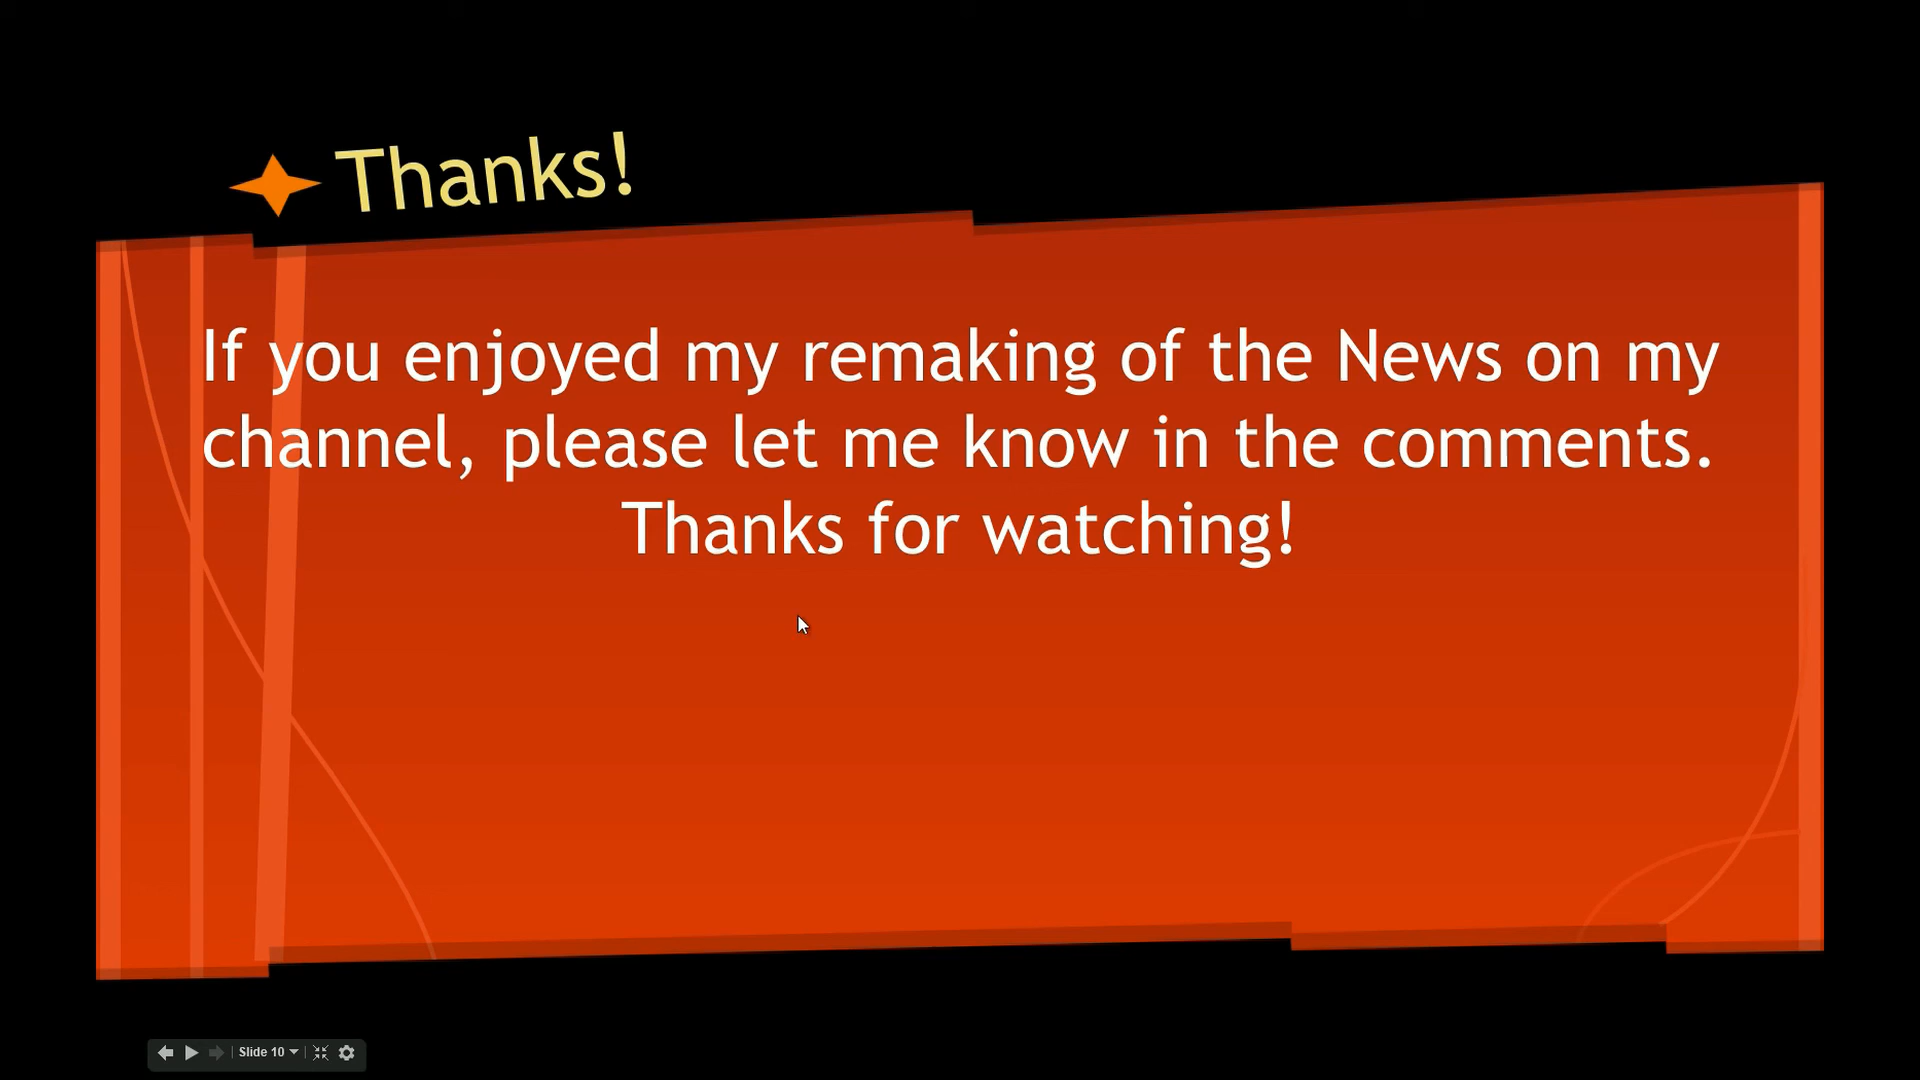 Thanks!
If you enjoyed my remaking of the News on my
channel, please let me know in the comments.
Thanks for watching!
Slide 10